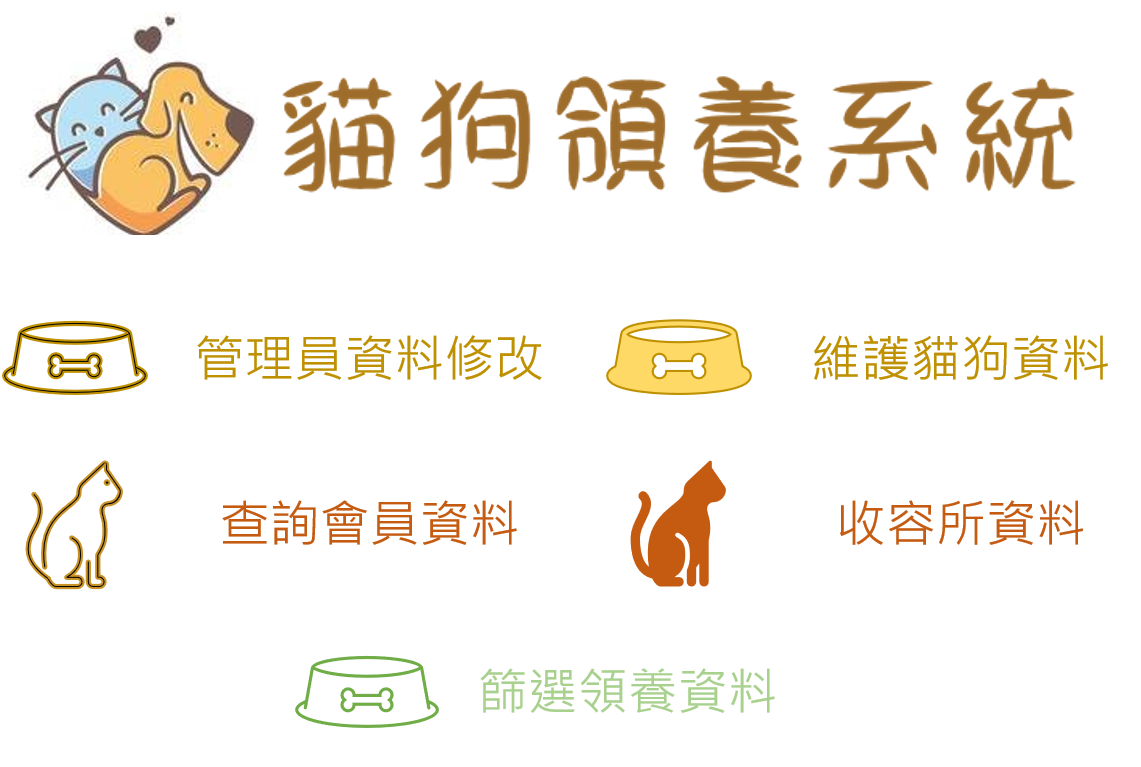 貓狗領養系統
管理員資料修改
維護貓狗資料
查詢會員資料
收容所資料
篩選領養資料